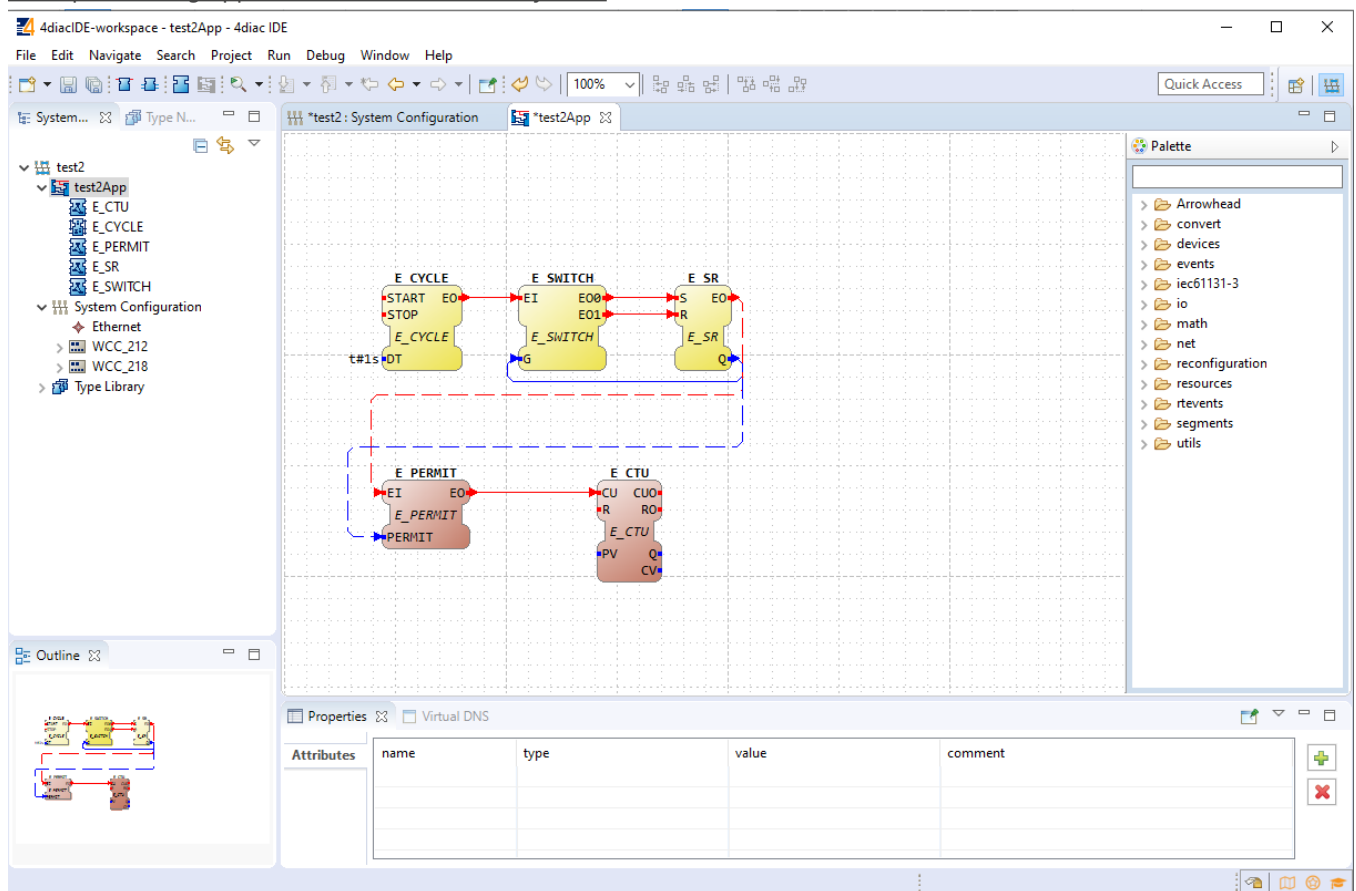 4diacIDE-workspace - test2App - 4diac IDE
File Edit Navigate Search Project Run Debug Window Help
100%
Quick Access
System...
Type N...
*test2 : System Configuration
*test2App
test2
test2App
E_CTU
E_CYCLE
E_PERMIT
E_SR
E_SWITCH
System Configuration
Ethernet
WCC_212
WCC_218
Type Library
E_CYCLE
START EO
STOP
E_CYCLE
t#1s DT
E_SWITCH
EI EO0
EO1
E_SWITCH
G
E_SR
S EO
R
E_SR
Q
E_PERMIT
EI EO
E_PERMIT
PERMIT
E_CTU
CU CUO
R RO
E_CTU
PV Q
CV
Palette
Arrowhead
convert
devices
events
iec61131-3
io
math
net
reconfiguration
resources
rtevents
segments
utils
Outline
Properties
Virtual DNS
Attributes
name type value comment